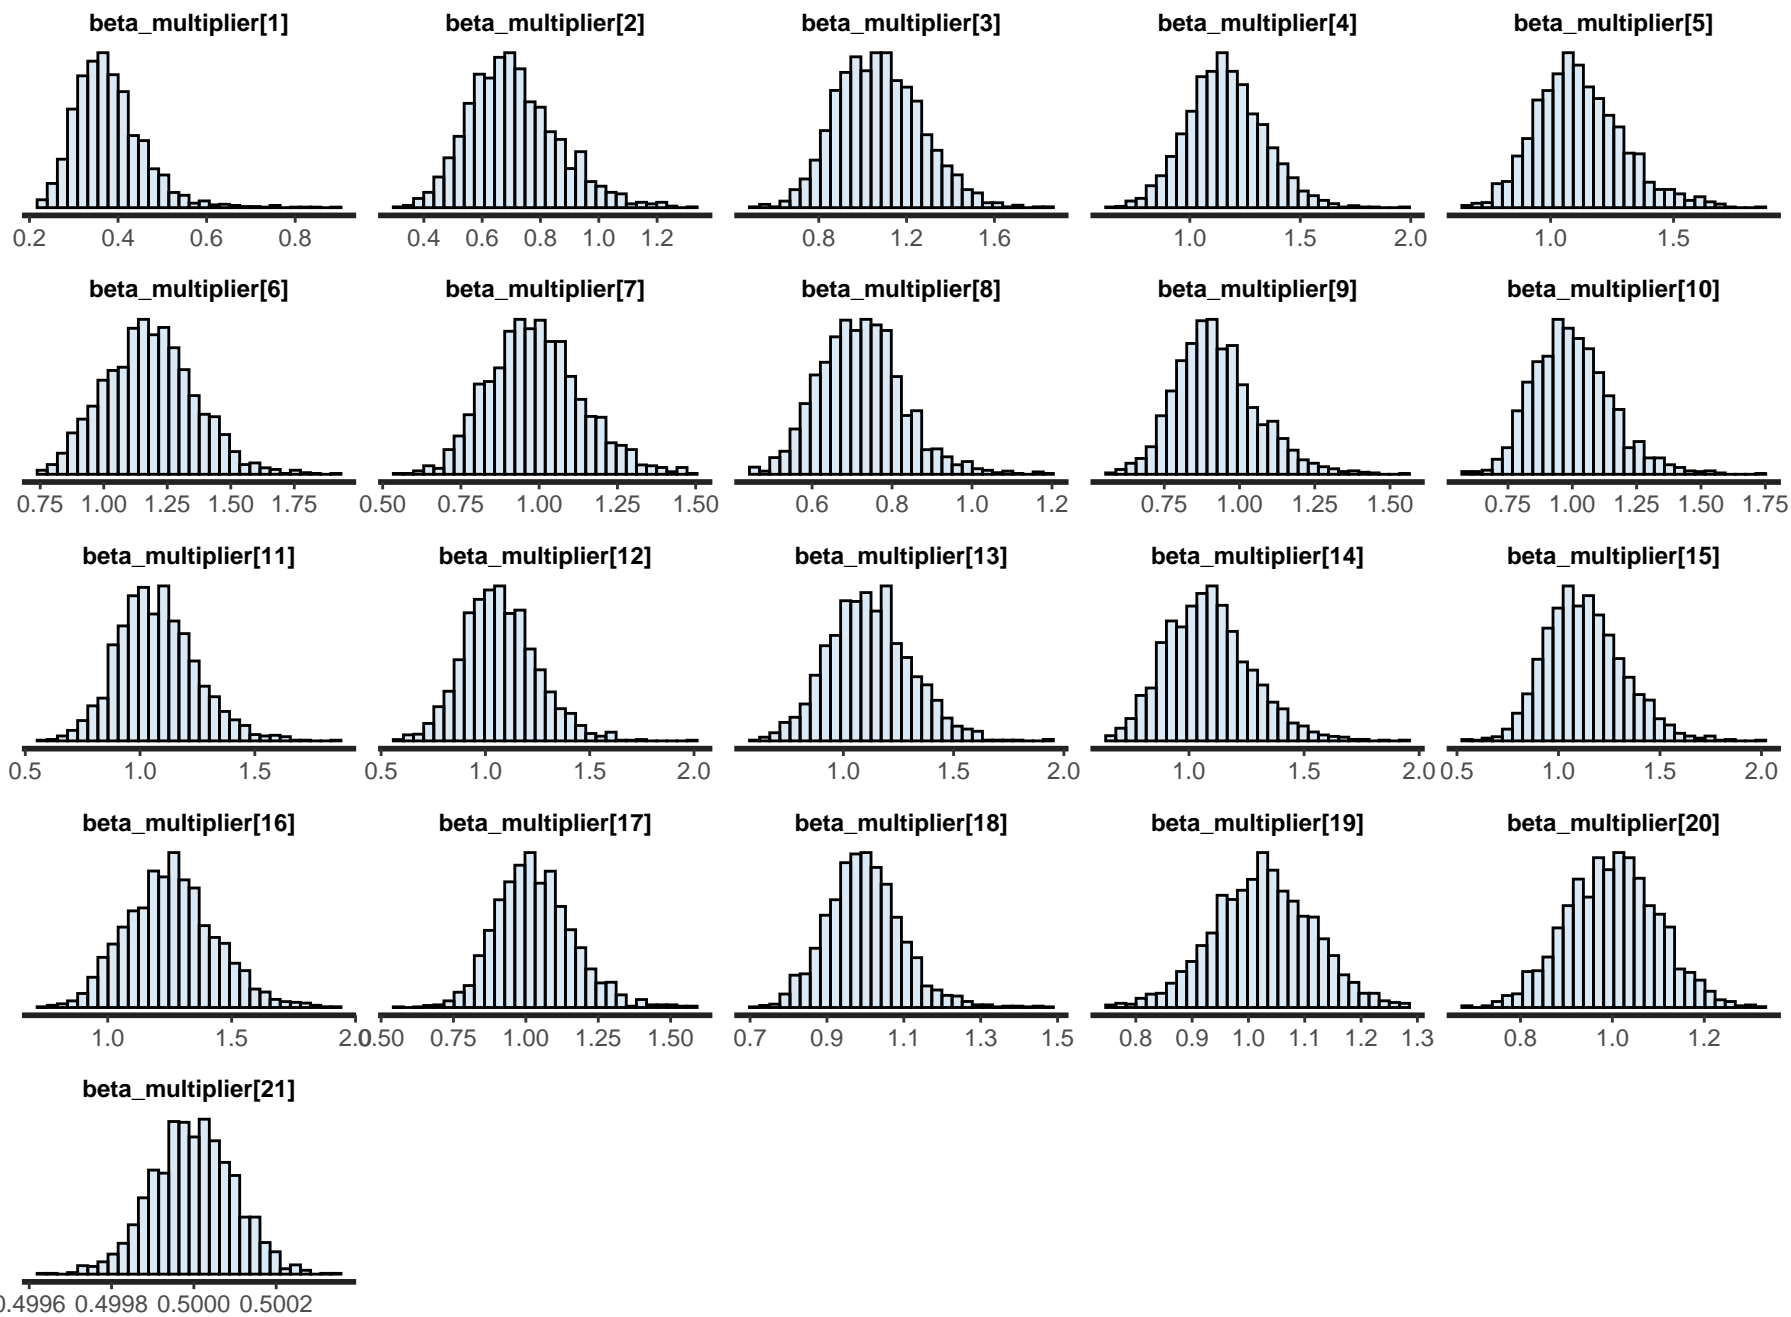 beta_multiplier[1] beta_multiplier[2] beta_multiplier[3] beta_multiplier[4] beta_multiplier[5]
0.2 0.4 0.6 0.8 0.4 0.6 0.8 1.0 1.2 0.8 1.2 1.6 1.0 1.5 2.0 1.0 1.5
beta_multiplier[6] beta_multiplier[7] beta_multiplier[8] beta_multiplier[9] beta_multiplier[10]
0.75 1.00 1.25 1.50 1.75 0.50 0.75 1.00 1.25 1.50 0.6 0.8 1.0 1.2 0.75 1.00 1.25 1.50 0.75 1.00 1.25 1.50 1.75
beta_multiplier[11] beta_multiplier[12] beta_multiplier[13] beta_multiplier[14] beta_multiplier[15]
0.5 1.0 1.5 0.5 1.0 1.5 2.0 1.0 1.5 2.0 1.0 1.5 2.0 0.5 1.0 1.5 2.0
beta_multiplier[16] beta_multiplier[17] beta_multiplier[18] beta_multiplier[19] beta_multiplier[20]
1.0 1.5 2.0 0.50 0.75 1.00 1.25 1.50 0.7 0.9 1.1 1.3 1.5 0.8 0.9 1.0 1.1 1.2 1.3 0.8 1.0 1.2
beta_multiplier[21]
0.4996 0.4998 0.5000 0.5002